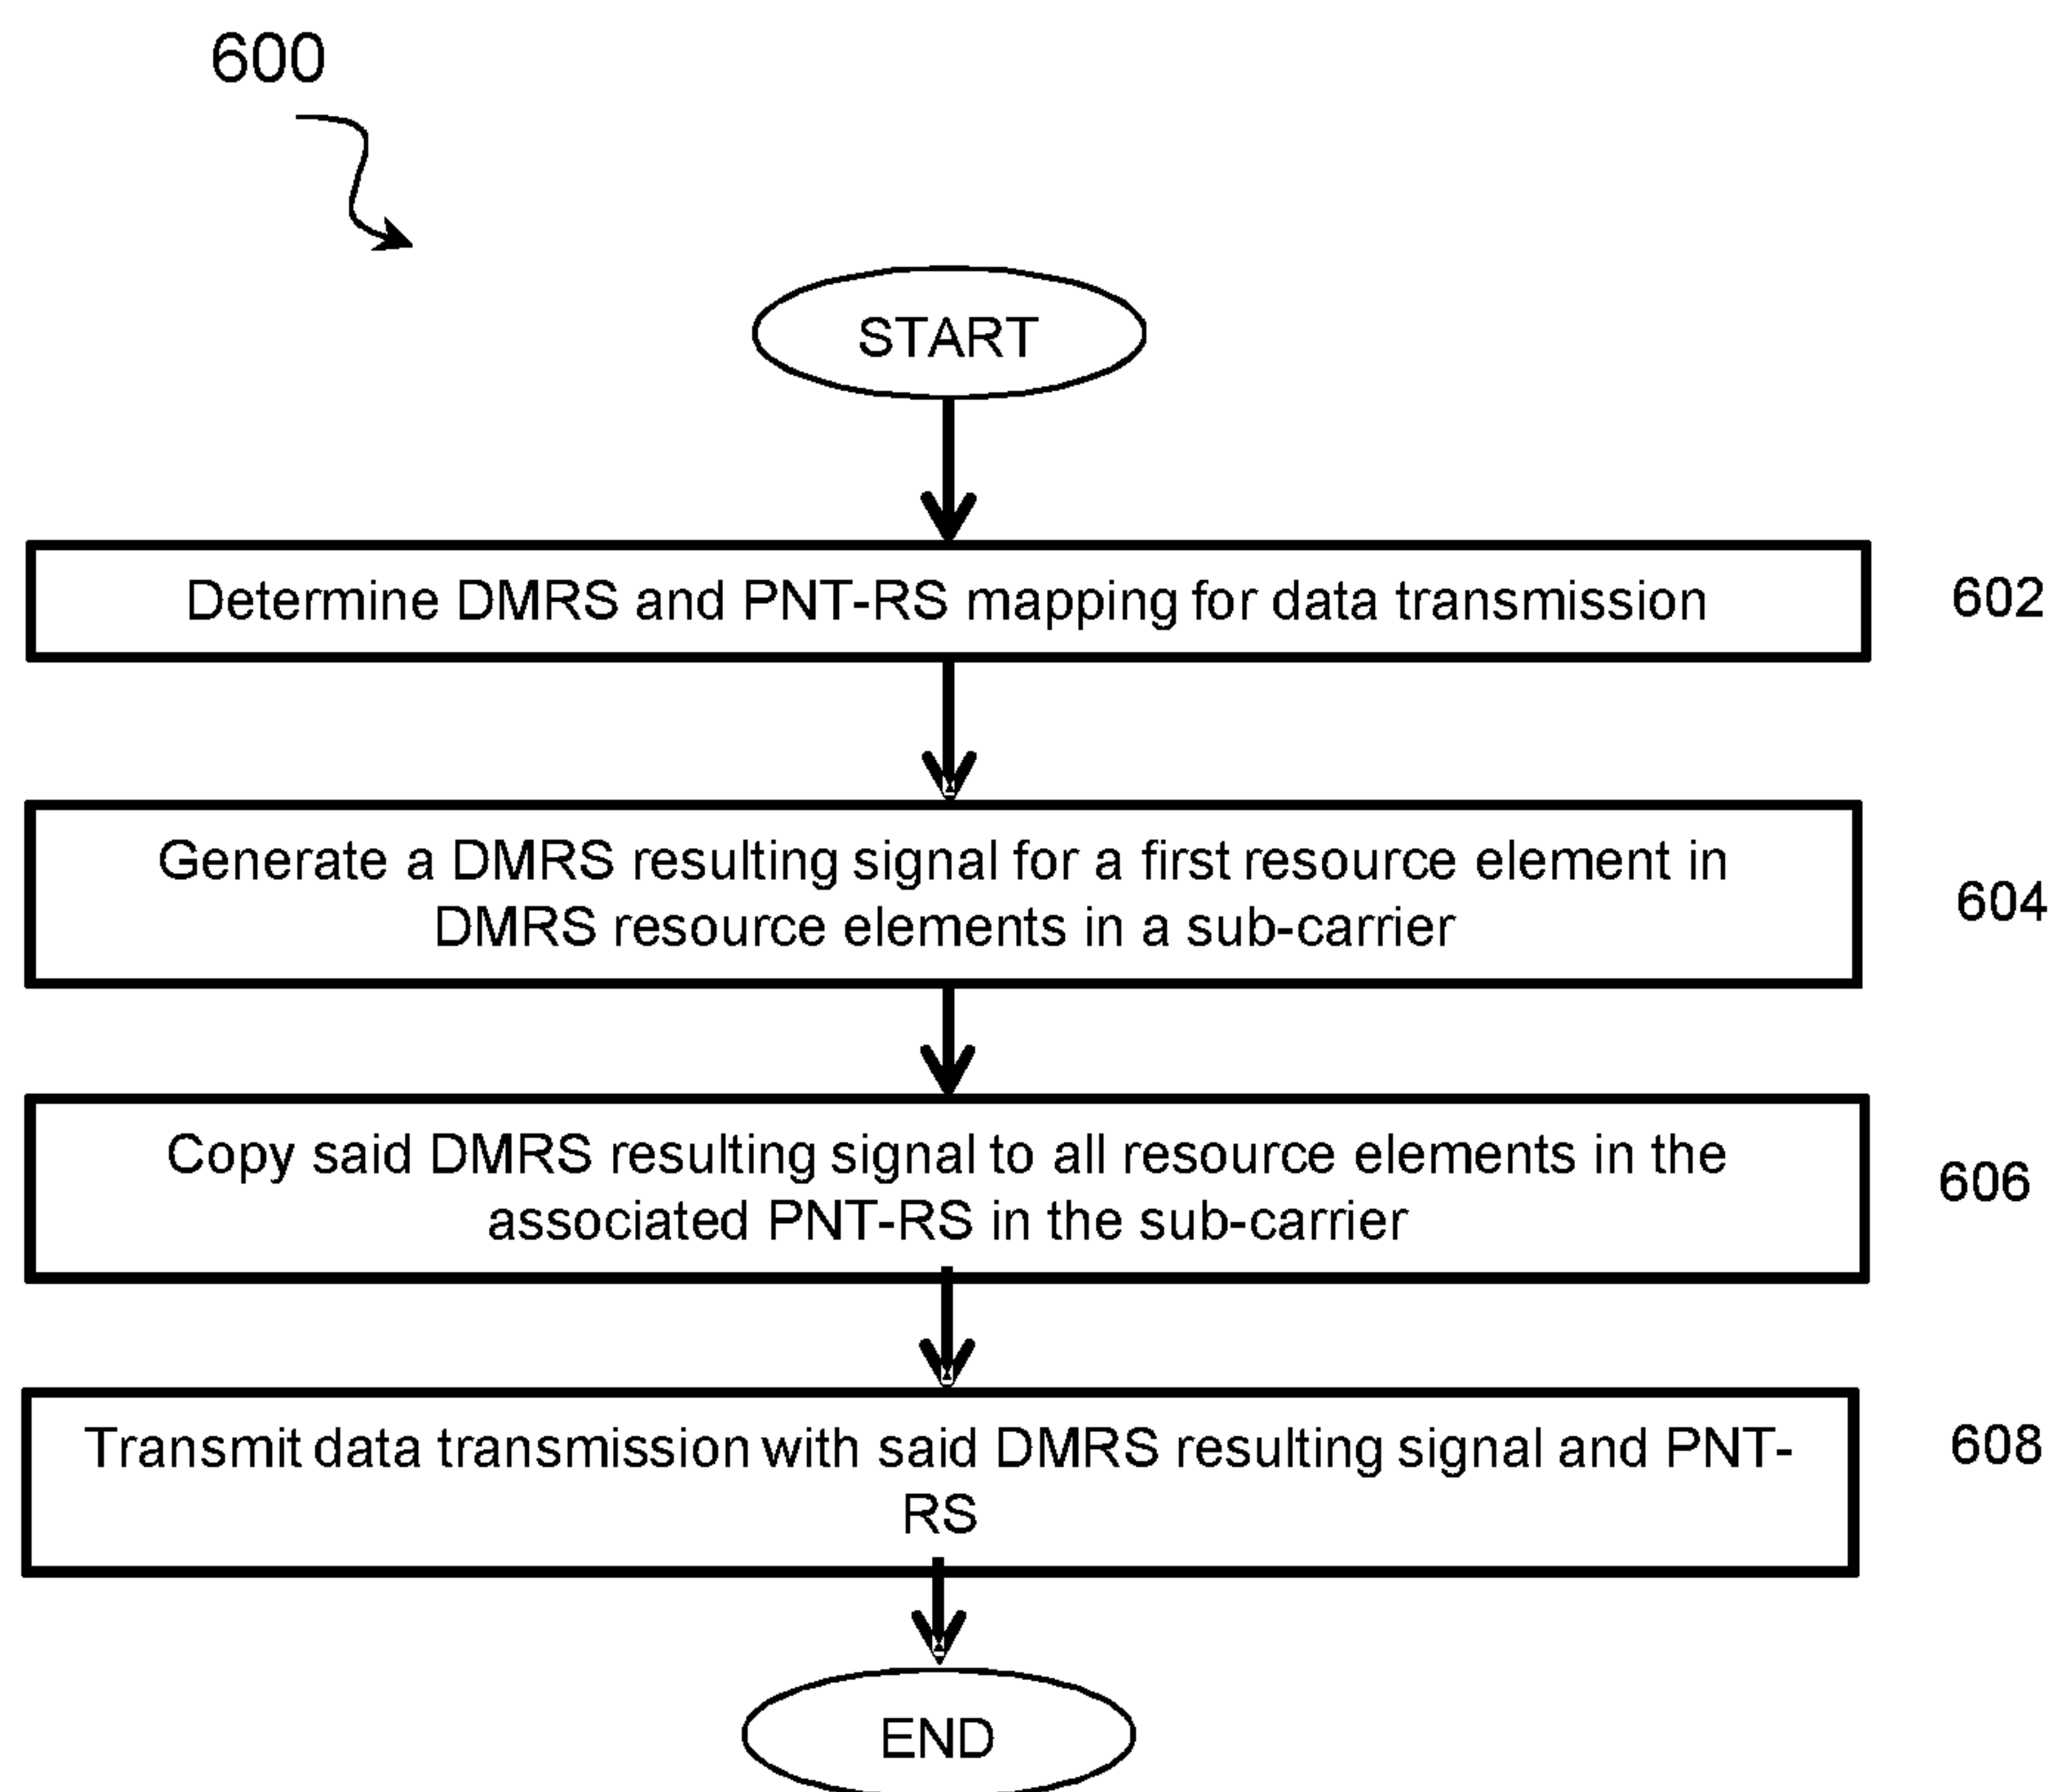 600
START
Determine DMRS and PNT-RS mapping for data transmission
602
Generate a DMRS resulting signal for a first resource element in
DMRS resource elements in a sub-carrier
604
Copy said DMRS resulting signal to all resource elements in the
associated PNT-RS in the sub-carrier
606
Transmit data transmission with said DMRS resulting signal and PNT-
RS
608
END